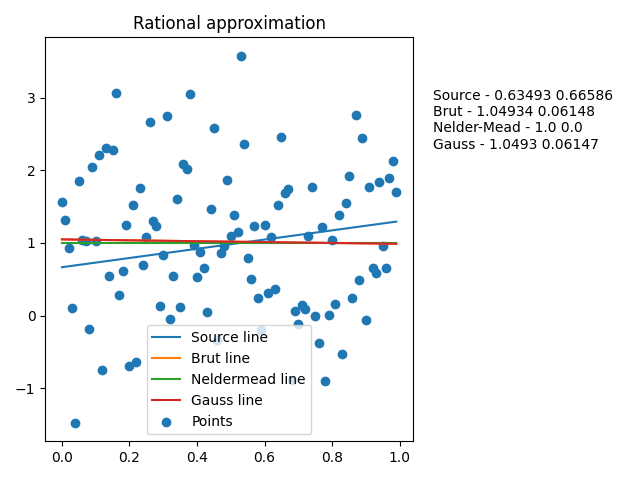 Rational approximation
Source - 0.63493 0.66586
Brut - 1.04934 0.06148
Nelder-Mead - 1.0 0.0
Gauss - 1.0493 0.06147
3
2
1
0
−1
Source line
Brut line
Neldermead line
Gauss line
Points
0.0 0.2 0.4 0.6 0.8 1.0